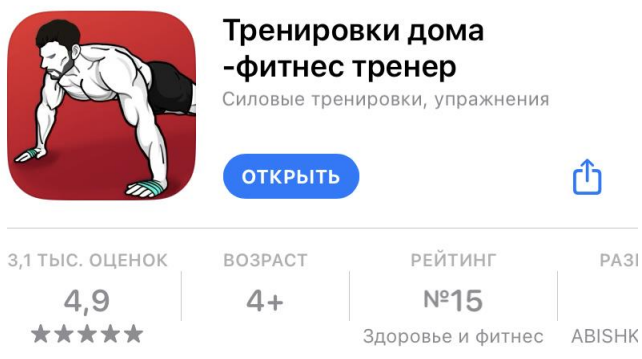 Тренировки дома
-фитнес тренер
Силовые тренировки, упражнения
ОТКРЫТЬ
3,1 ТЫС. ОЦЕНОК
4,9
ВОЗРАСТ
4+
РЕЙТИНГ
№15
Здоровье и фитнес
РАЗ
ABISHK